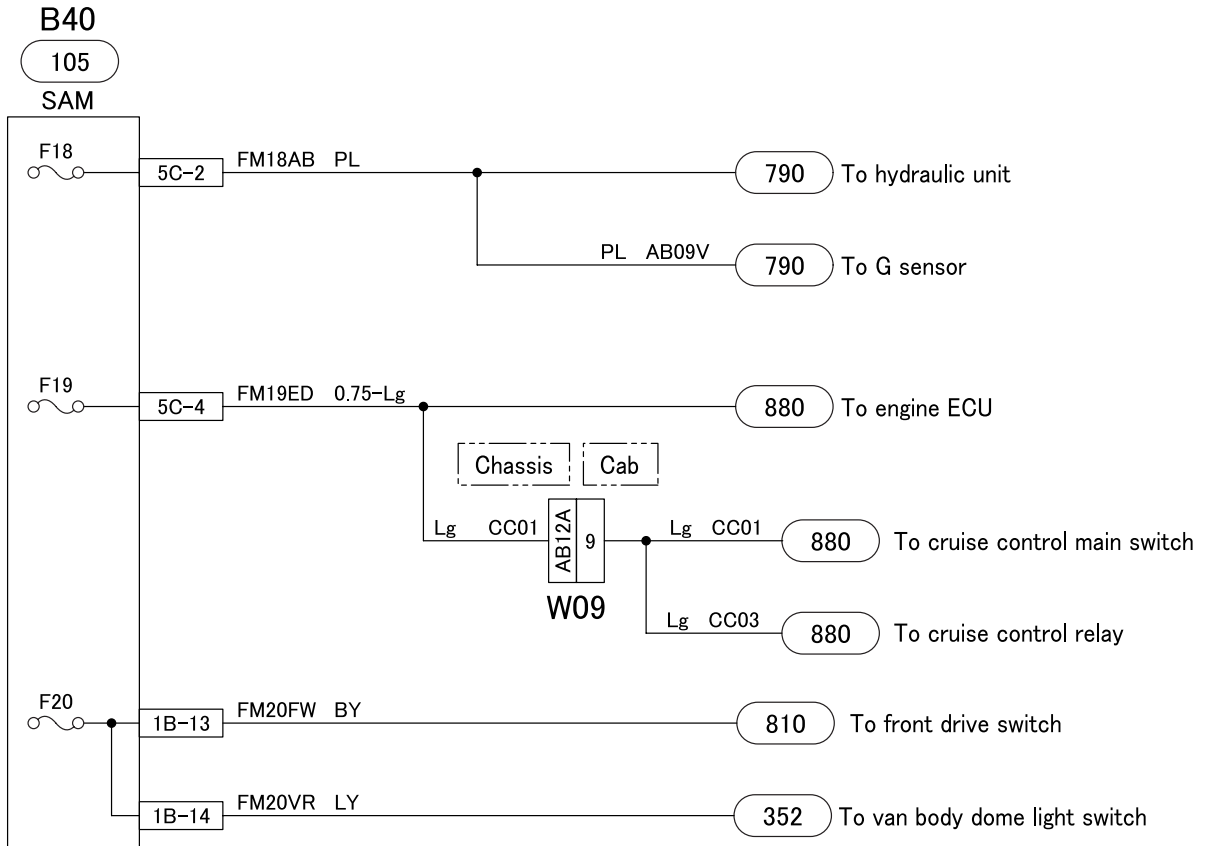 B40
105
SAM
F18
5C-2
FM18AB PL
790 To hydraulic unit
PL AB09V
790 To G sensor
F19
5C-4
FM19ED 0.75-Lg
880 To engine ECU
Chassis
Cab
Lg CC01
AB12A
9
W09
Lg CC01
880 To cruise control main switch
Lg CC03
880 To cruise control relay
F20
1B-13
FM20FW BY
810 To front drive switch
1B-14
FM20VR LY
352 To van body dome light switch